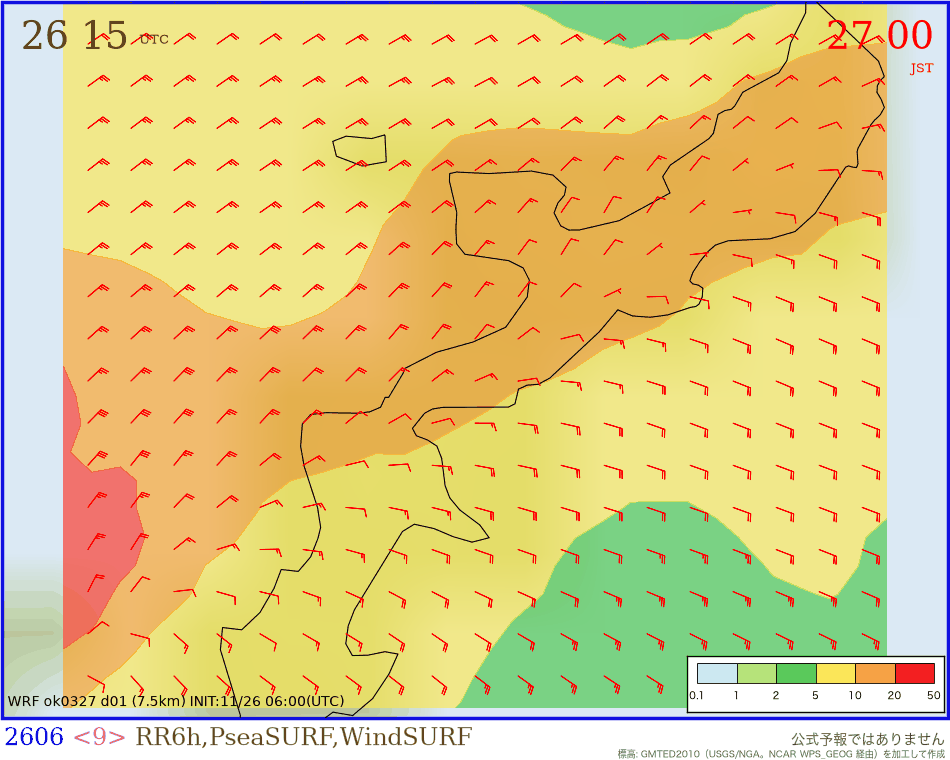 26 15 UTC
27 00
JST
0.1 1 2 5 10 20 50
WRF ok0327 d01 (7.5km) INIT:11/26 06:00(UTC)
2606 <9> RR6h,PseaSURF,WindSURF
公式予報ではありません
標高: GMTED2010（USGS/NGA。NCAR WPS_GEOG 経由）を加工して作成